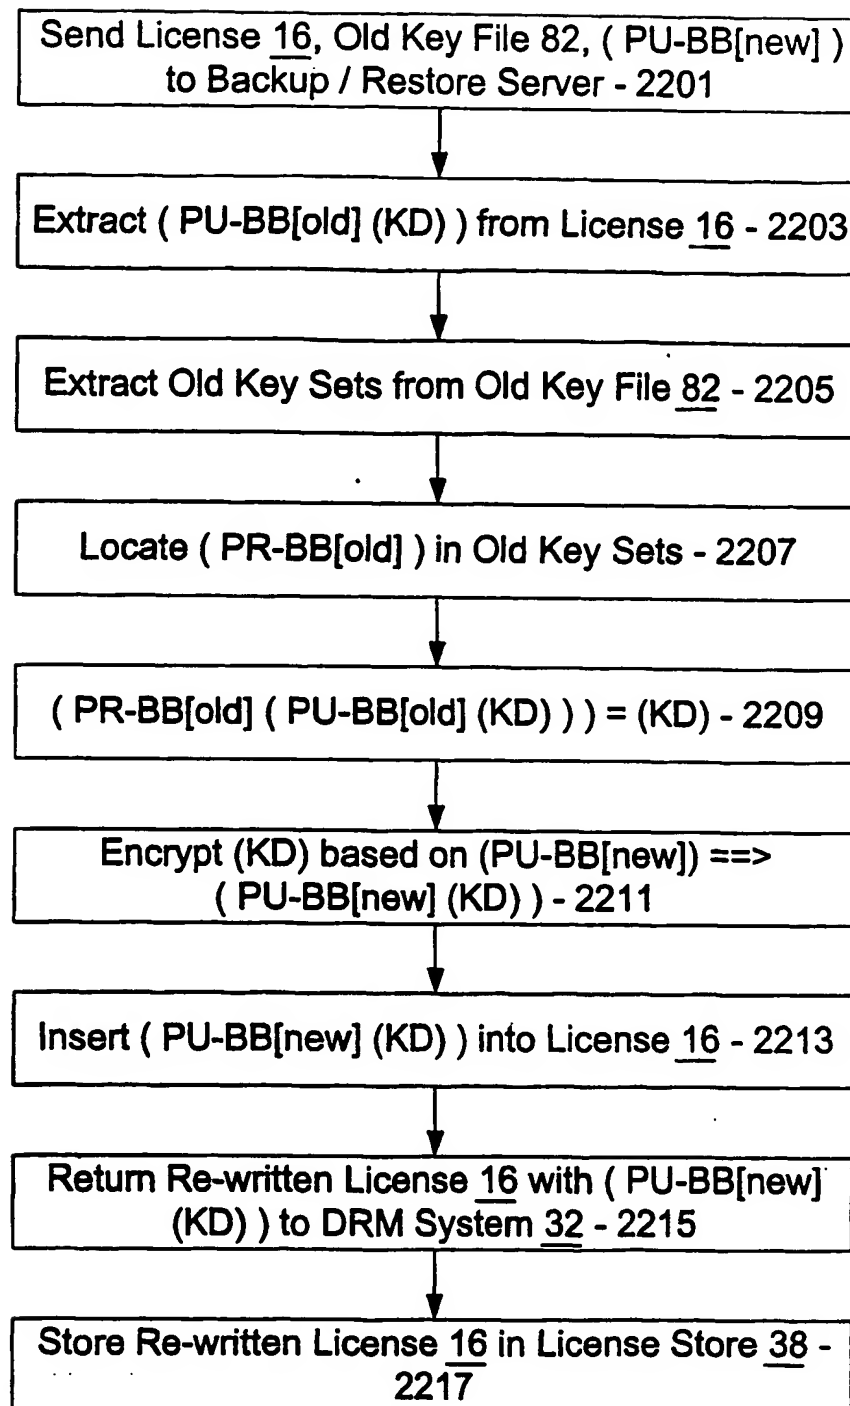 Send License 16, Old Key File 82, ( PU-BB[new] )
to Backup / Restore Server - 2201
Extract ( PU-BB[old] (KD) ) from License 16 - 2203
Extract Old Key Sets from Old Key File 82 - 2205
Locate ( PR-BB[old] ) in Old Key Sets - 2207
( PR-BB[old] ( PU-BB[old] (KD) ) ) = (KD) - 2209
Encrypt (KD) based on (PU-BB[new]) ==>
( PU-BB[new] (KD) ) - 2211
Insert ( PU-BB[new] (KD) ) into License 16 - 2213
Return Re-written License 16 with ( PU-BB[new]
(KD) ) to DRM System 32 - 2215
Store Re-written License 16 in License Store 38 -
2217